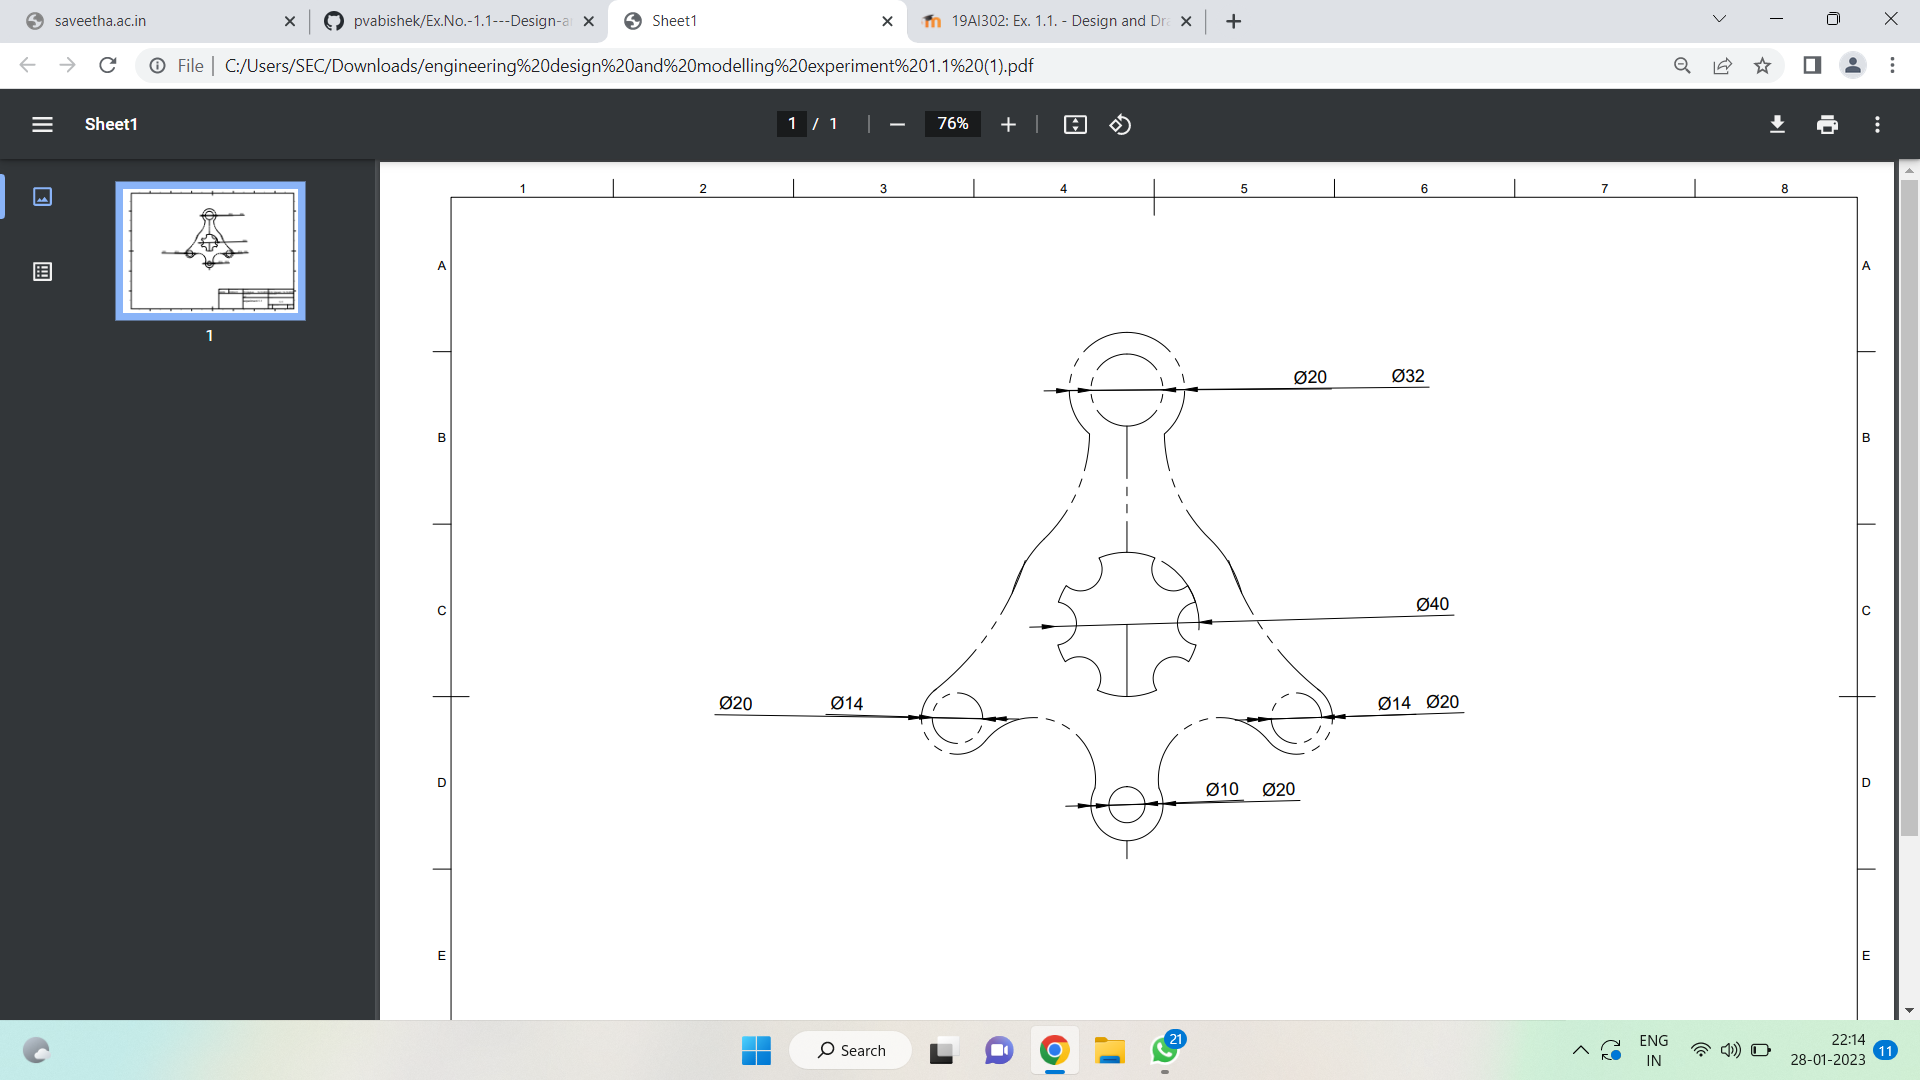 saveetha.ac.in
pvabishek/Ex.No.-1.1---Design-a
Sheet1
19AI302: Ex. 1.1. - Design and Dr
File
C:/Users/SEC/Downloads/engineering%20design%20and%20modelling%20experiment%201.1%20(1).pdf
Sheet1
1 / 1
76%
1
1 2 3 4 5 6 7 8
A A
Ø20 Ø32
B B
Ø40
C C
Ø20 Ø14 Ø14 Ø20
D D
Ø10 Ø20
E E
Search
21
ENG
IN
22:14
28-01-2023
11